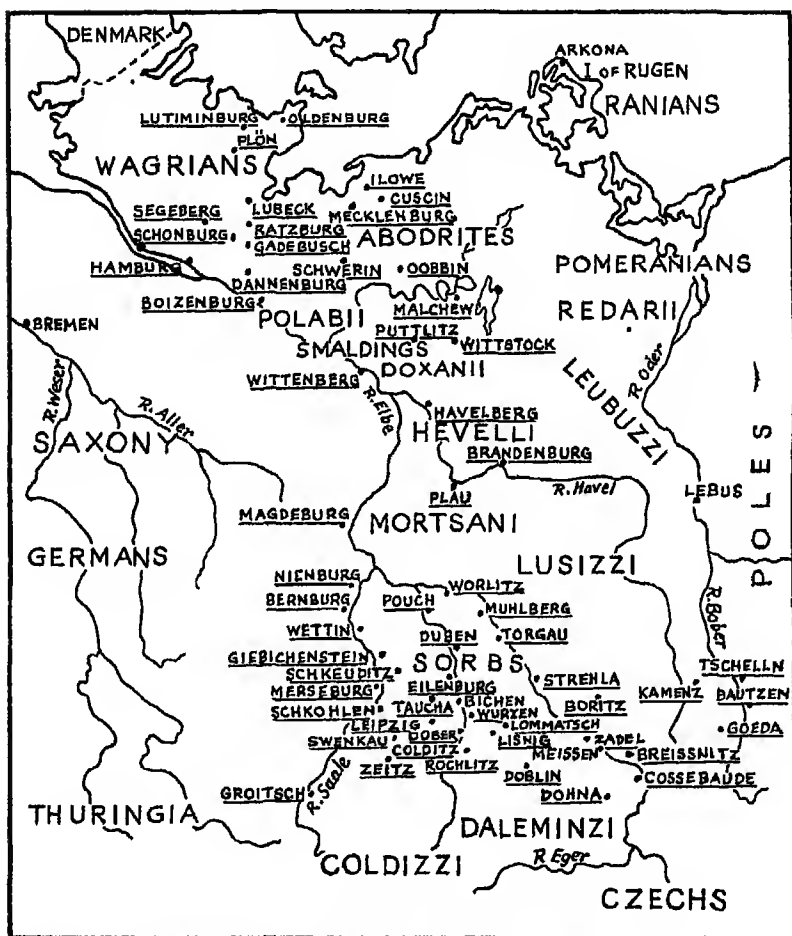 DENMARK
ARKONA
I OF RUGEN
RANIANS
LUTIMINBURG
OLDENBURG
PLÖN
WAGRIANS
ILOWE
CUSCIN
LUBECK
MECKLENBURG
SEGEBERG
RATZBURG
SCHONBURG
ABODRITES
GADEBUSCH
HAMBURG
SCHWERIN
OOBBIN
POMERANIANS
DANNENBURG
BOIZENBURG
MALCHEW
REDARII
POLABII
BREMEN
PUTTLITZ
WITTSTOCK
SMALDINGS
DOXANII
WITTENBERG
R. Weser
R. Aller
R. Elbe
R. Oder
LEUBUZZI
HAVELBERG
SAXONY
HEVELLI
BRANDENBURG
POLES
PLAU
R. Havel
LEBUS
MAGDEBURG
MORTSANI
GERMANS
LUSIZZI
NIENBURG
WORLITZ
BERNBURG
POUCH
MUHLBERG
R. Bober
WETTIN
DUBEN
TORGAU
GIEBICHENSTEIN
SORBS
SCHKEUDITZ
STREHLA
TSCHELLN
MERSEBURG
EILENBURG
KAMENZ
BAUTZEN
SCHKOHLEN
TAUCHA
BICHEN
BORITZ
WURZEN
LEIPZIG
LOMMATSCH
GOEDA
SWENKAU
DOBER
LISNIG
ZADEL
COLDITZ
MEISSEN
BREISSNITZ
ZEITZ
ROCHLITZ
DOBLIN
COSSEBAUDE
GROITSCH
R. Saale
DOHNA
THURINGIA
DALEMINZI
COLDIZZI
R Eger
CZECHS